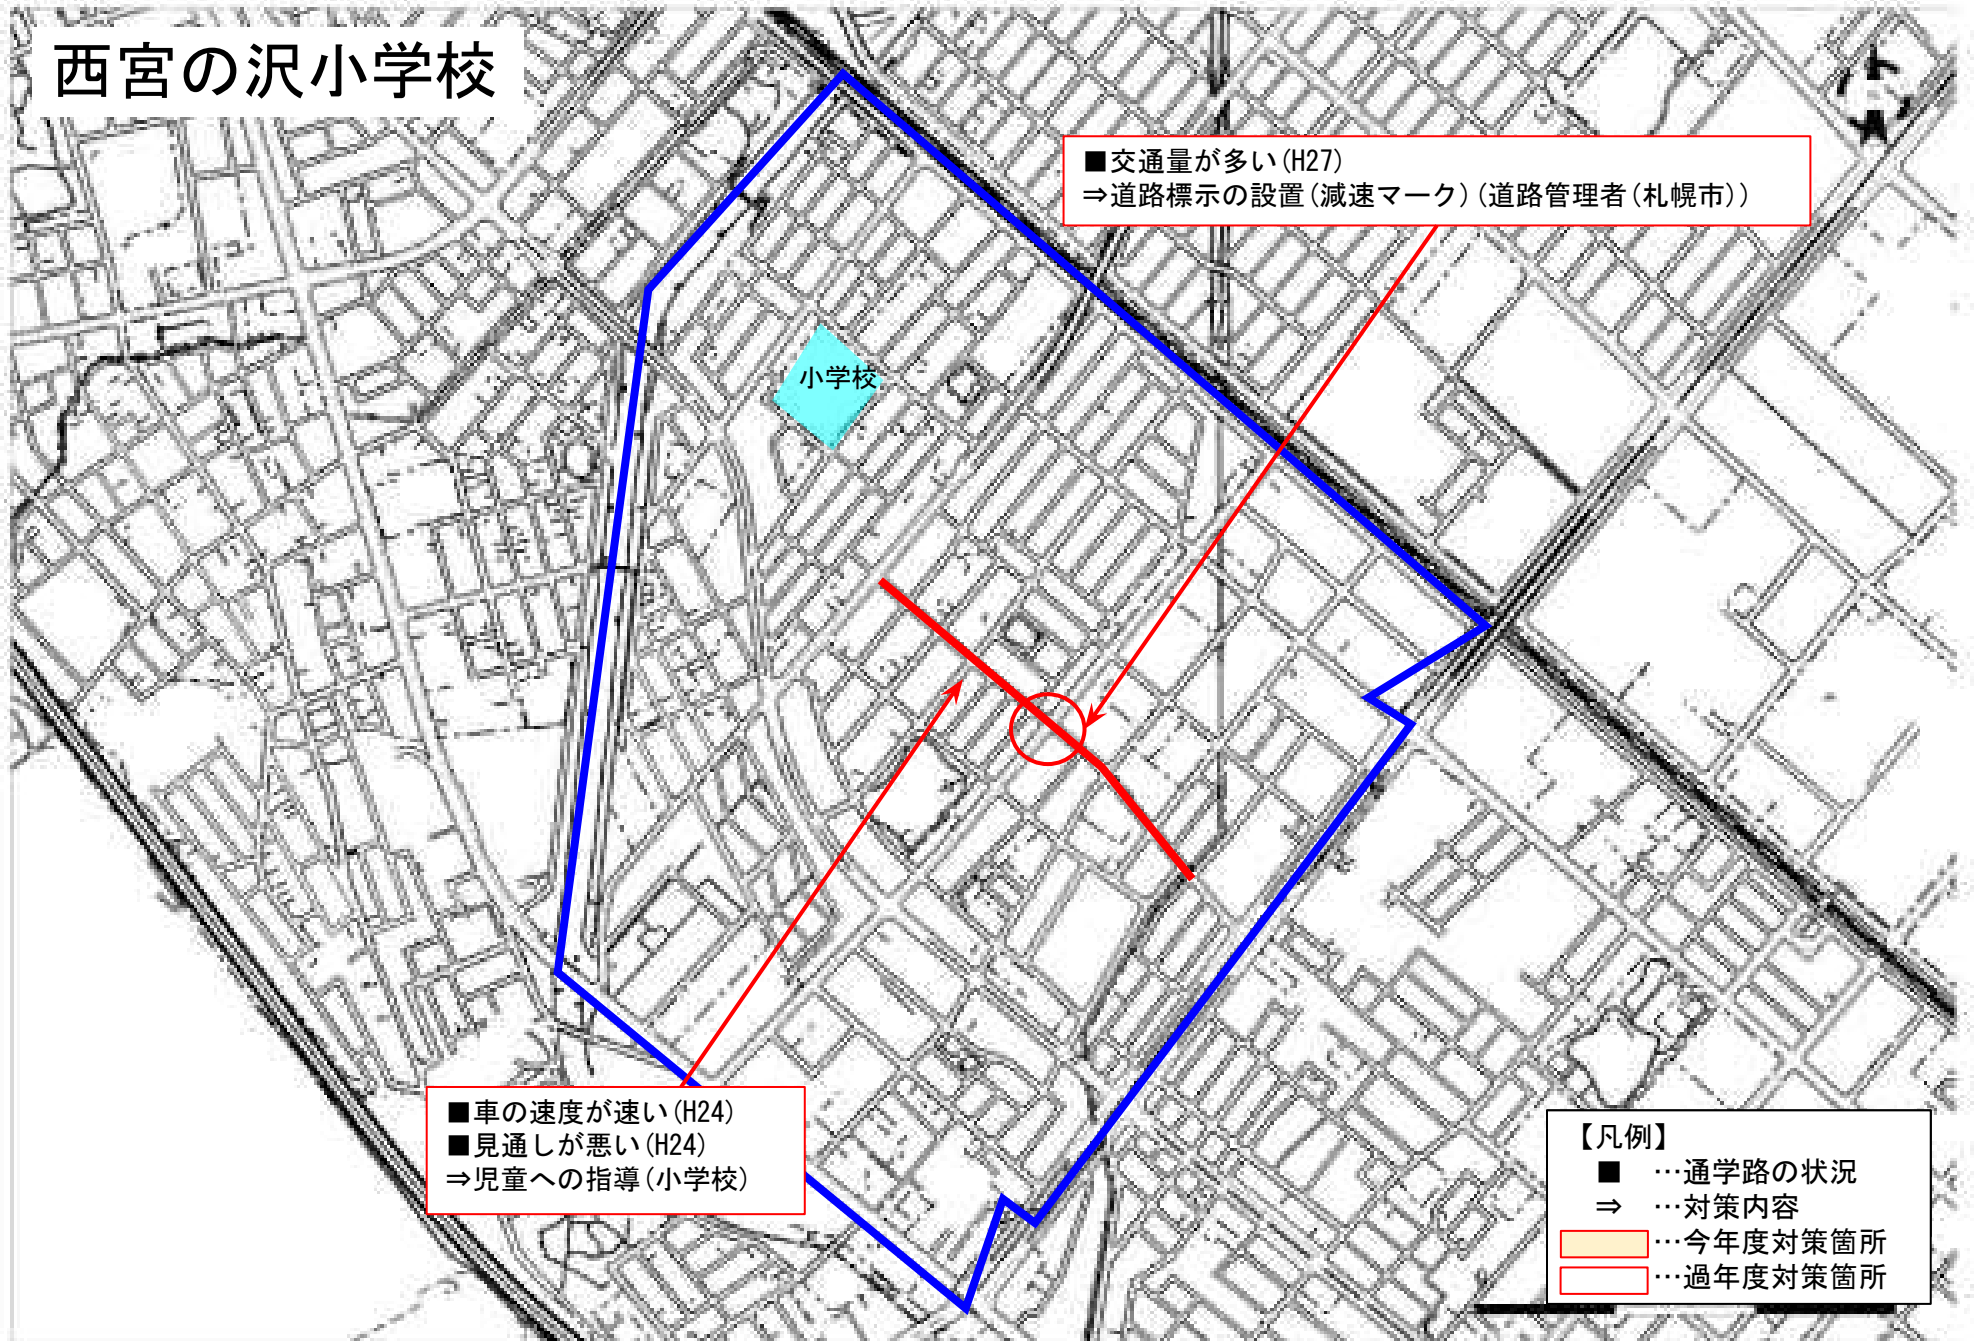 西宮の沢小学校
■交通量が多い(H27)
⇒道路標示の設置(減速マーク)(道路管理者(札幌市))
小学校
■車の速度が速い(H24)
■見通しが悪い(H24)
⇒児童への指導(小学校)
【凡例】
■ …通学路の状況
⇒ …対策内容
…今年度対策箇所
…過年度対策箇所